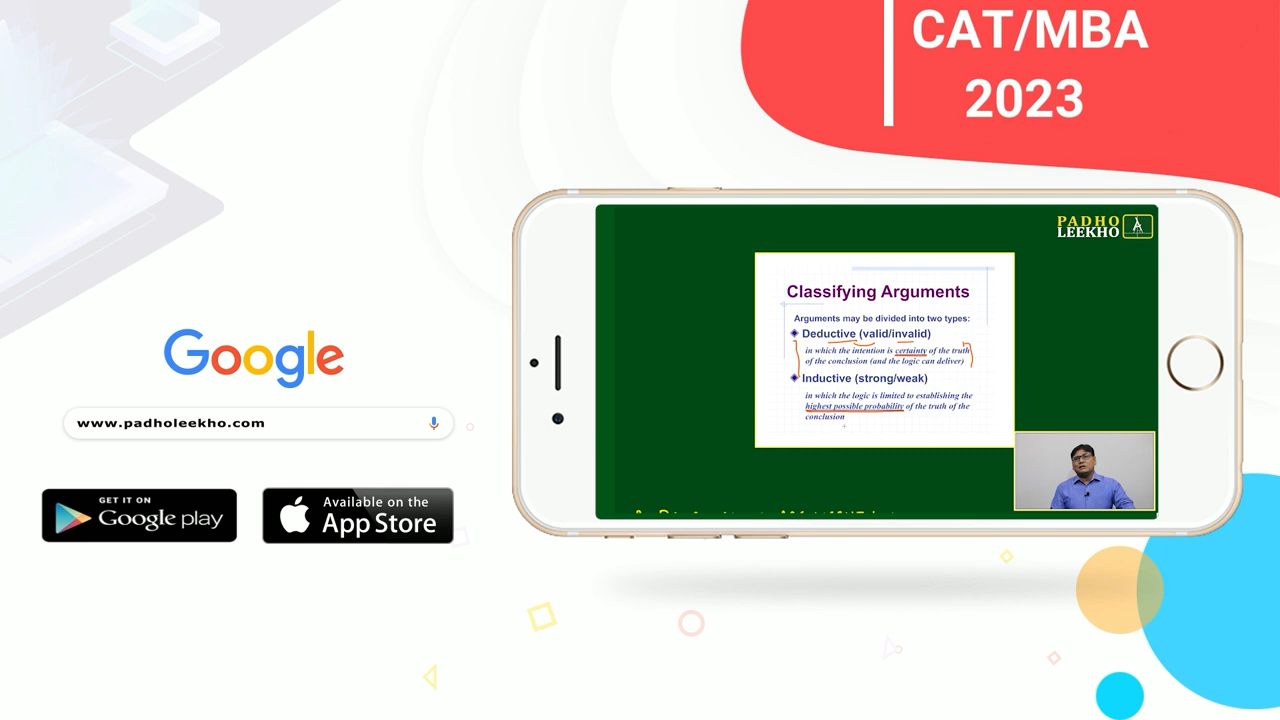 CAT/MBA
2023
PADHO
LEEKHO
Classifying Arguments
Arguments may be divided into two types:
Deductive (valid/invalid)
in which the intention is certainty of the truth
of the conclusion (and the logic can deliver)
Inductive (strong/weak)
in which the logic is limited to establishing the
highest possible probability of the truth of the
conclusion
Google
www.padholeekho.com
GET IT ON
Google play
Available on the
App Store